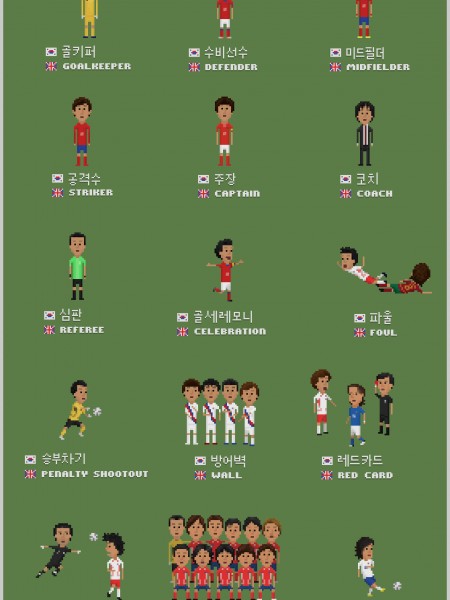 골키퍼
GOALKEEPER
수비선수
DEFENDER
미드필더
MIDFIELDER
공격수
STRIKER
주장
CAPTAIN
코치
COACH
심판
REFEREE
골 세레모니
CELEBRATION
파울
FOUL
승부차기
PENALTY SHOOTOUT
방어벽
WALL
레드카드
RED CARD